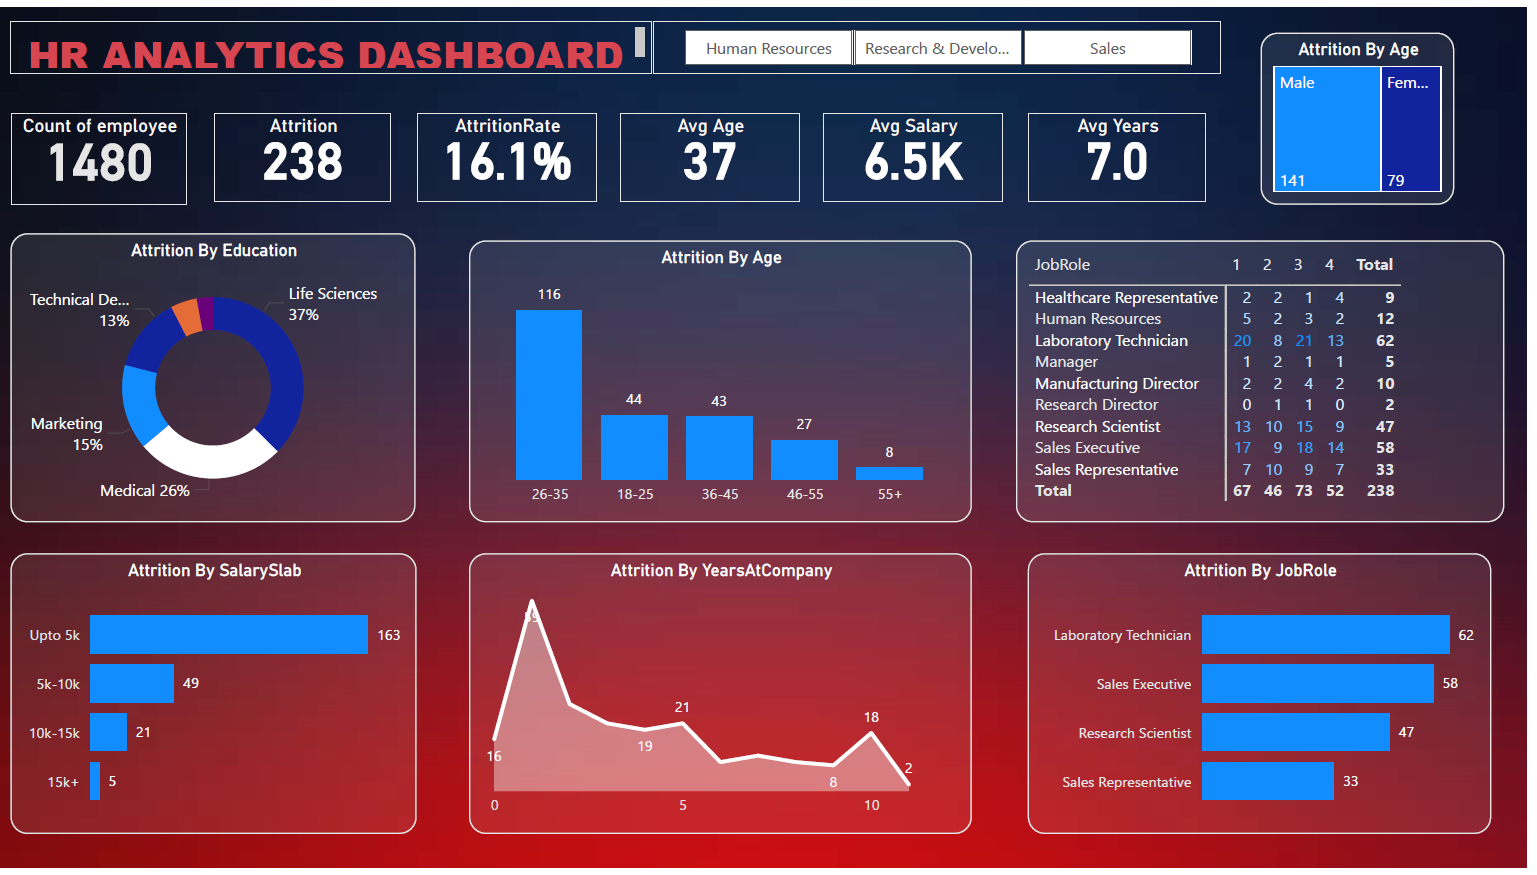 HR ANALYTICS DASHBOARD
Human Resources
Research & Develo...
Sales
Attrition By Age
Male
Fem...
141
79
Count of employee
1480
Attrition
238
AttritionRate
16.1%
Avg Age
37
Avg Salary
6.5K
Avg Years
7.0
Attrition By Education
Technical De...
13%
Life Sciences
37%
Marketing
15%
Medical 26%
Attrition By Age
116
44
43
27
8
26-35
18-25
36-45
46-55
55+
JobRole 1 2 3 4 Total
Healthcare Representative 2 2 1 4 9
Human Resources 5 2 3 2 12
Laboratory Technician 20 8 21 13 62
Manager 1 2 1 1 5
Manufacturing Director 2 2 4 2 10
Research Director 0 1 1 0 2
Research Scientist 13 10 15 9 47
Sales Executive 17 9 18 14 58
Sales Representative 7 10 9 7 33
Total 67 46 73 52 238
Attrition By SalarySlab
Upto 5k 163
5k-10k 49
10k-15k 21
15k+ 5
Attrition By YearsAtCompany
59
16
19
21
8
18
2
0 5 10
Attrition By JobRole
Laboratory Technician 62
Sales Executive 58
Research Scientist 47
Sales Representative 33